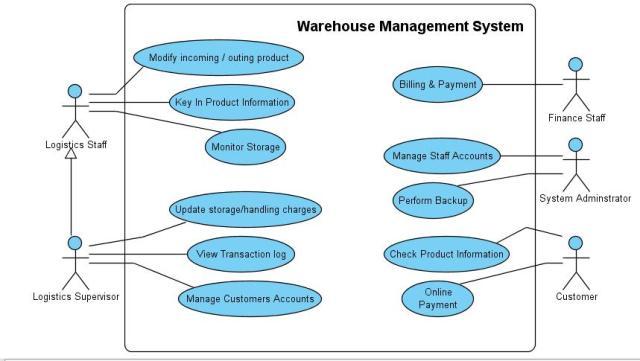 Warehouse Management System
Modify incoming / outing product
Key In Product Information
Monitor Storage
Logistics Staff
Update storage/handling charges
View Transaction log
Manage Customers Accounts
Logistics Supervisor
Billing & Payment
Finance Staff
Manage Staff Accounts
Perform Backup
System Adminstrator
Check Product Information
Online
Payment
Customer